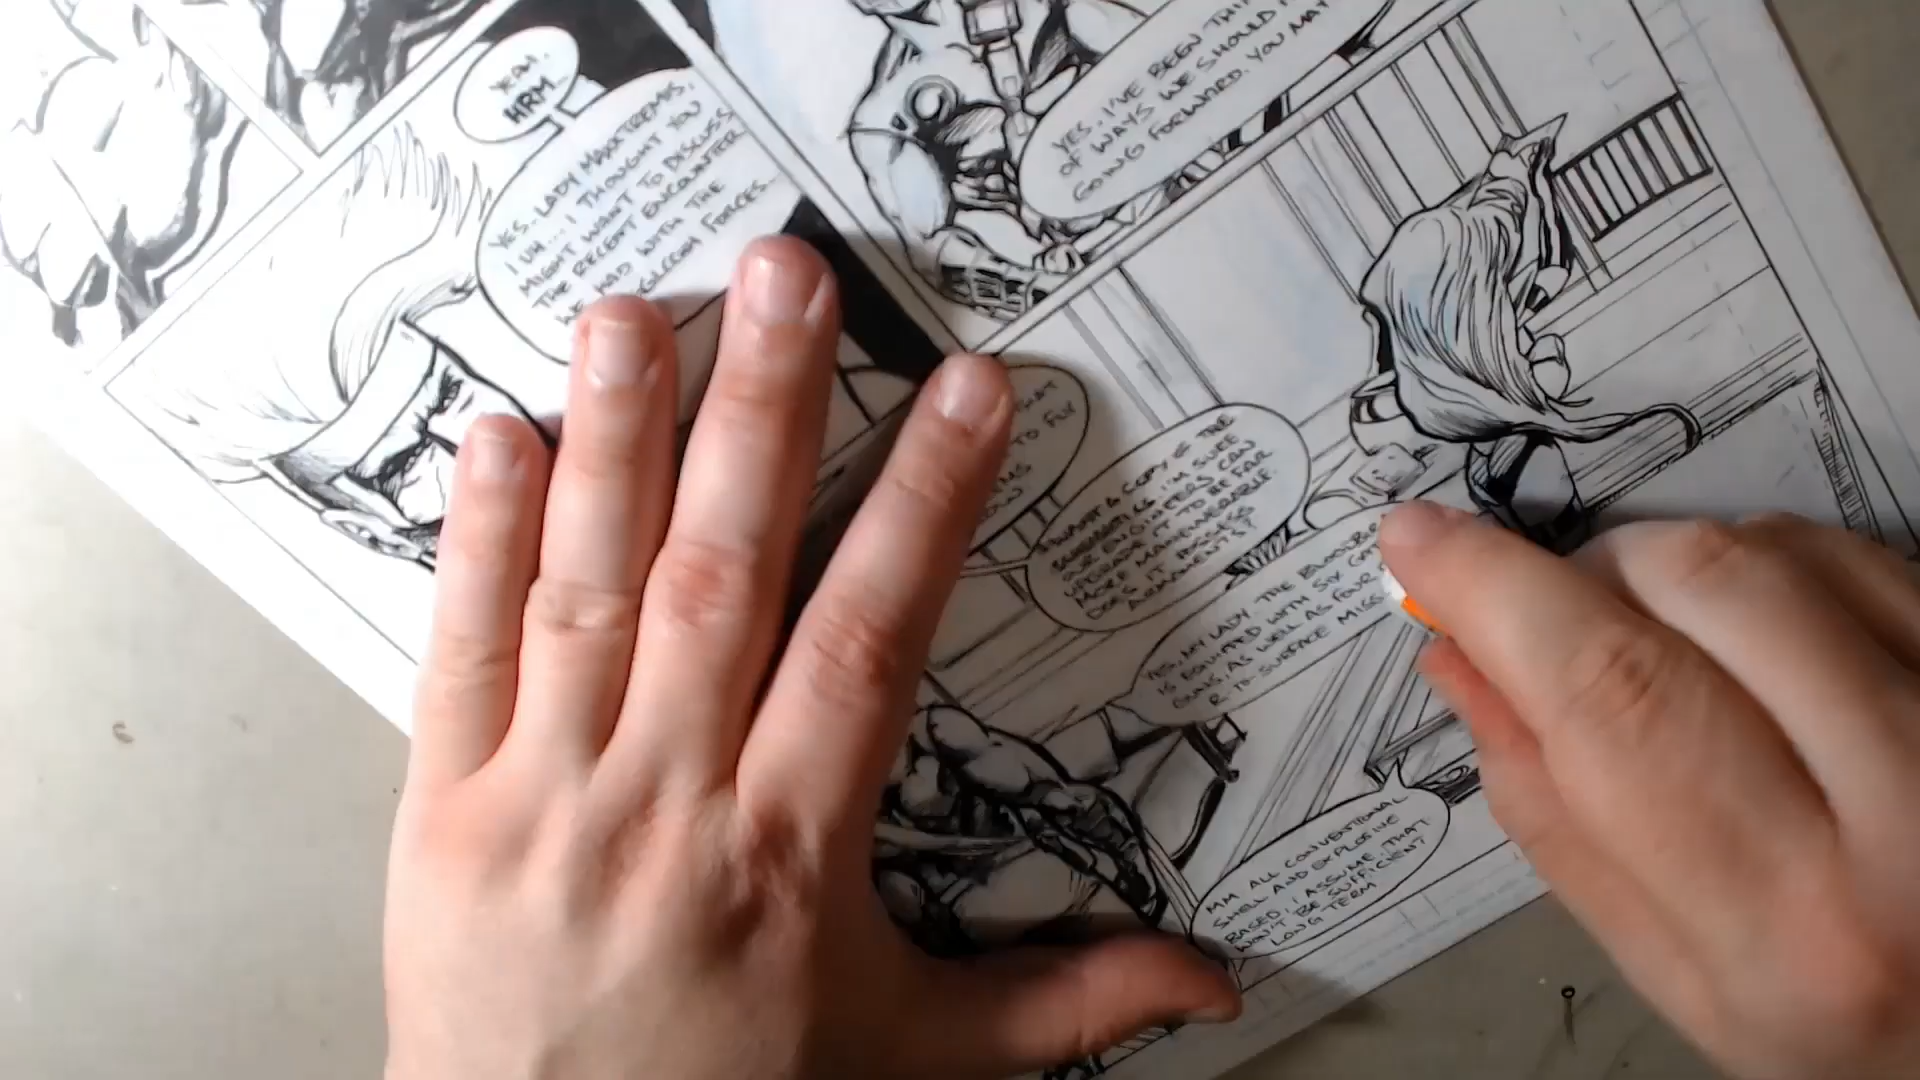 YEAH.
HRM...
YES.. LADY MAXXTREMIS,
I UH.... I THOUGHT YOU
MIGHT WANT TO DISCUSS
THE RECENT ENCOUNTER
WE HAD WITH THE
FORCES...
YES. I'VE BEEN
OF WAYS WE SHOULD
GOING FORWARD. YOU MAY
TO FLY
I WANT A COPY OF THE
I'M SURE
OUR ENGINEERS CAN
UPGRADE IT TO BE FAR
MORE MANUVERABLE.
DOES IT POSSESS
ARMAMENTS?
YES, MY LADY. THE
IS EQUIPPED WITH SIX
GUNS, AS WELL AS FOUR
R-TO-SURFACE
MM ALL CONVENTIONAL
SHELL AND EXPLOSIVE
BASED, I ASSUME. THAT
WON'T BE SUFFICIENT
LONG TERM